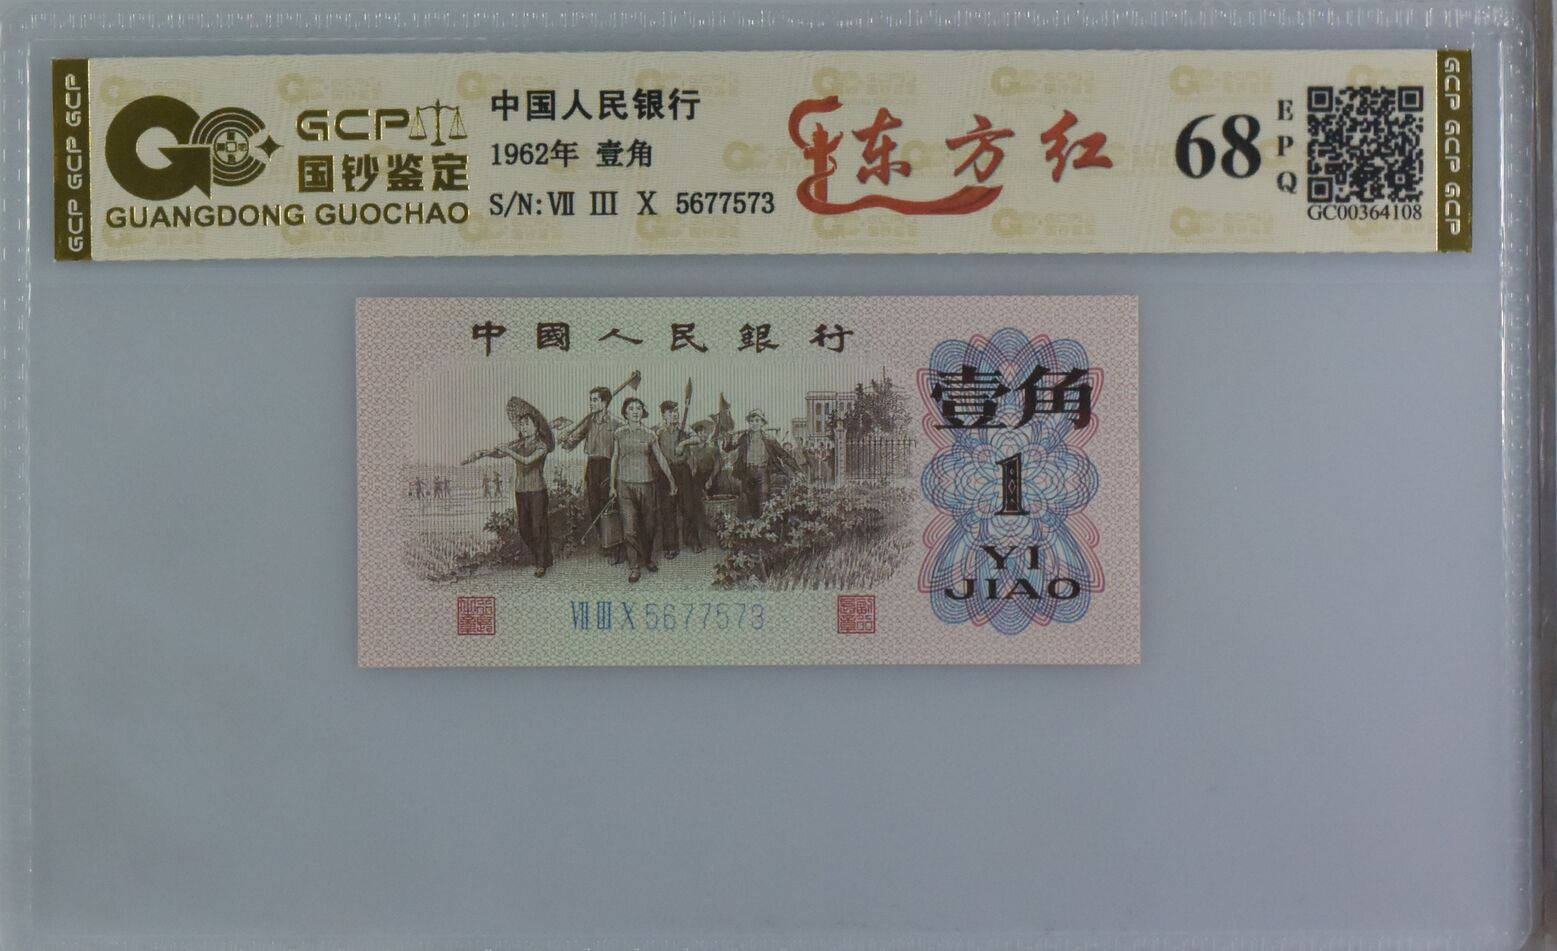 GCP GCP GCP
GCP
国钞鉴定
GUANGDONG GUOCHAO
中国人民银行
1962年 壹角
S/N: Ⅶ Ⅲ Ⅹ 5677573
东方红
68
EPQ
GC00364108
GCP GCP GCP
中國人民銀行
壹角
1
YI
JIAO
Ⅶ Ⅲ Ⅹ 5677573